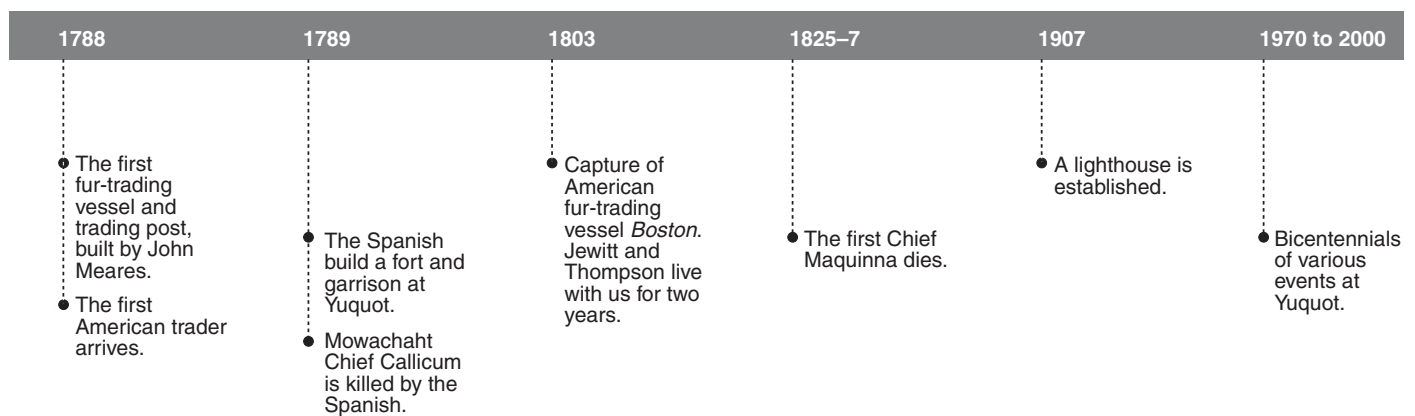 1788
1789
1803
1825–7
1907
1970 to 2000
The first
fur-trading
vessel and
trading post,
built by John
Meares.
The first
American trader
arrives.
The Spanish
build a fort and
garrison at
Yuquot.
Mowachaht
Chief Callicum
is killed by the
Spanish.
Capture of
American
fur-trading
vessel Boston.
Jewitt and
Thompson live
with us for two
years.
The first Chief
Maquinna dies.
A lighthouse is
established.
Bicentennials
of various
events at
Yuquot.